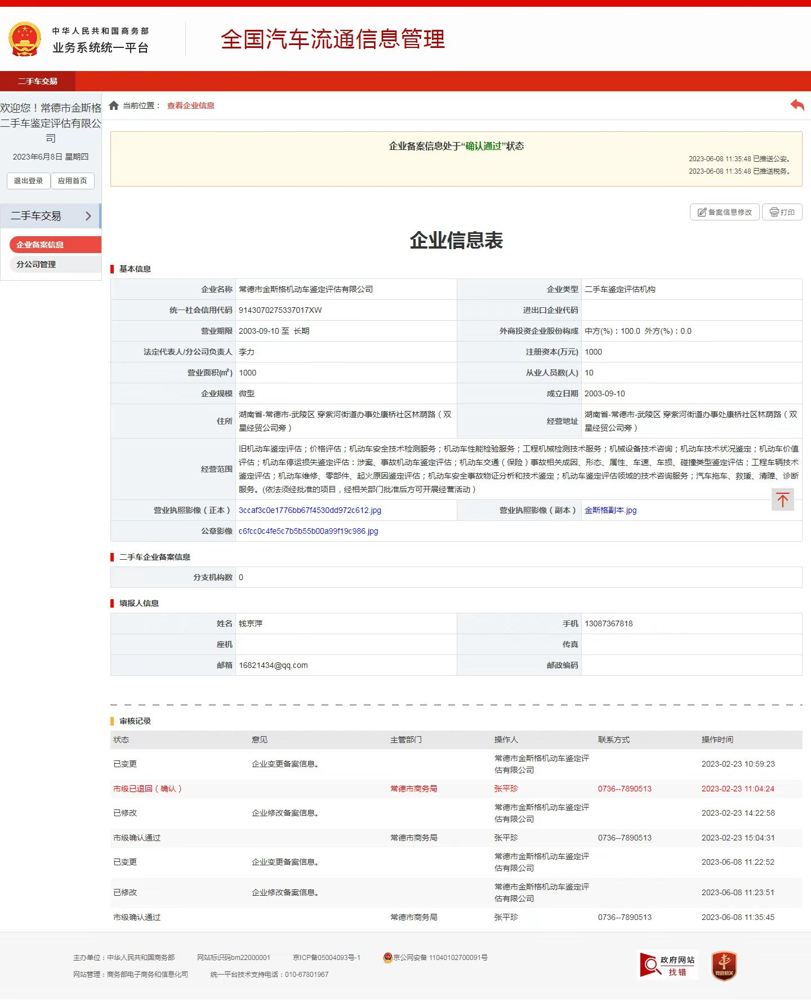 中华人民共和国商务部
业务系统统一平台
全国汽车流通信息管理
二手车交易
欢迎您！常德市金斯格
二手车鉴定评估有限公
司
2023年6月8日 星期四
退出登录 应用首页
二手车交易
企业备案信息
分公司管理
当前位置： 查看企业信息
企业备案信息处于“确认通过”状态
2023-06-08 11:35:48 已推送公安。
2023-06-08 11:35:48 已推送税务。
备案信息修改 打印
企业信息表
基本信息
企业名称 常德市金斯格机动车鉴定评估有限公司 企业类型 二手车鉴定评估机构
统一社会信用代码 9143070275337017XW 进出口企业代码
营业期限 2003-09-10 至 长期 外商投资企业股份构成 中方(%)：100.0 外方(%)：0.0
法定代表人/分公司负责人 李力 注册资本(万元) 1000
营业面积(㎡) 1000 从业人员数(人) 10
企业规模 微型 成立日期 2003-09-10
住所 湖南省-常德市-武陵区 穿紫河街道办事处康桥社区林荫路（双
星经贸公司旁）
经营地址 湖南省-常德市-武陵区 穿紫河街道办事处康桥社区林荫路（双
星经贸公司旁）
经营范围 旧机动车鉴定评估；价格评估；机动车安全技术检测服务；机动车性能检验服务；工程机械检测技术服务；机械设备技术咨询；机动车技术状况鉴定；机动车价值
评估；机动车停运损失鉴定评估：涉案、事故机动车鉴定评估；机动车交通（保险）事故相关成因、形态、属性、车速、车损、碰撞类型鉴定评估；工程车辆技术
鉴定评估；机动车维修、零部件、起火原因鉴定评估；机动车安全事故物证分析和技术鉴定；机动车鉴定评估领域的技术咨询服务；汽车拖车、救援、清障、诊断
服务。(依法须经批准的项目，经相关部门批准后方可开展经营活动）
营业执照影像（正本） 3ccaf3c0e1776bb67f4530dd972c612.jpg 营业执照影像（副本） 金斯格副本.jpg
公章影像 c6fcc0c4fe5c7b5b55b00a99f19c986.jpg
二手车企业备案信息
分支机构数 0
填报人信息
姓名 钱京萍 手机 13087367818
座机 传真
邮箱 16821434@qq.com 邮政编码
审核记录
状态 意见 主管部门 操作人 联系方式 操作时间
已变更 企业变更备案信息。 常德市金斯格机动车鉴定评
估有限公司 2023-02-23 10:59:23
市级已退回（确认） 常德市商务局 张平珍 0736--7890513 2023-02-23 11:04:24
已修改 企业修改备案信息。 常德市金斯格机动车鉴定评
估有限公司 2023-02-23 14:22:58
市级确认通过 常德市商务局 张平珍 0736--7890513 2023-02-23 15:04:31
已变更 企业变更备案信息。 常德市金斯格机动车鉴定评
估有限公司 2023-06-08 11:22:52
已修改 企业修改备案信息。 常德市金斯格机动车鉴定评
估有限公司 2023-06-08 11:23:51
市级确认通过 常德市商务局 张平珍 0736--7890513 2023-06-08 11:35:45
主办单位：中华人民共和国商务部 网站标识码bm22000001 京ICP备05004093号-1 京公网安备 11040102700091号
网站管理：商务部电子商务和信息化司 统一平台技术支持电话：010-67801967
政府网站
找错
党政机关